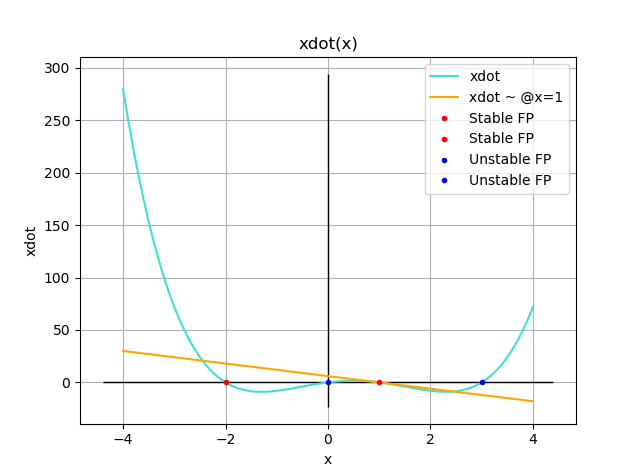 xdot(x)
xdot
xdot ~ @x=1
Stable FP
Stable FP
Unstable FP
Unstable FP
300
250
200
150
100
50
0
xdot
−4
−2
0
2
4
x